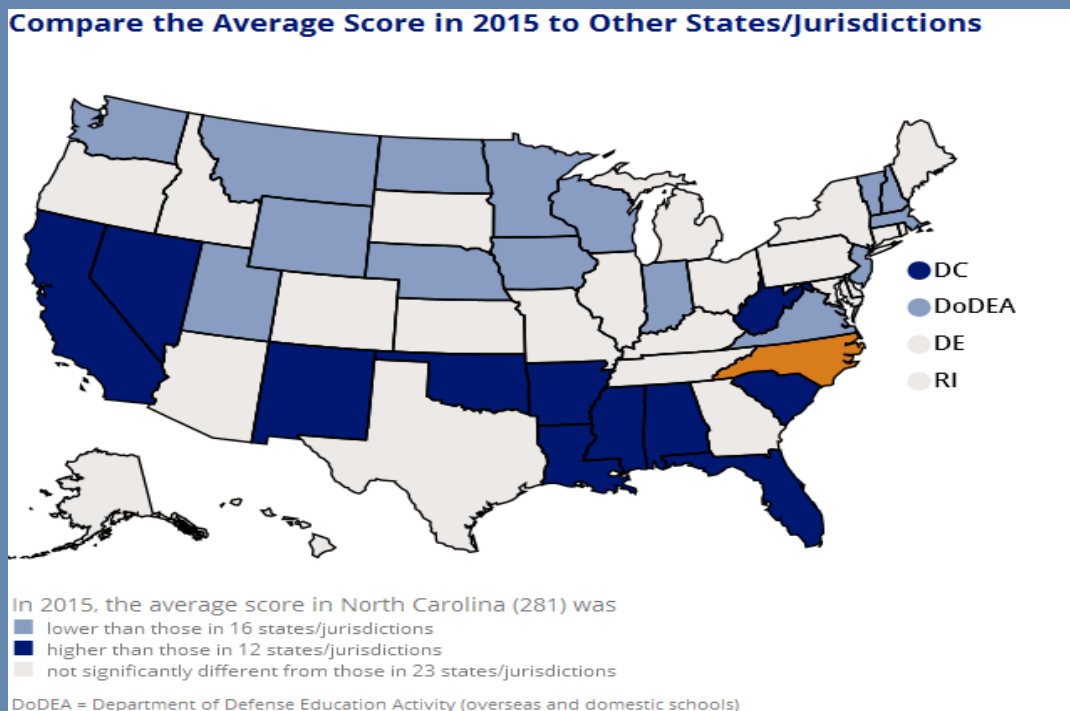 Compare the Average Score in 2015 to Other States/Jurisdictions
DC
DoDEA
DE
RI
In 2015, the average score in North Carolina (281) was
lower than those in 16 states/jurisdictions
higher than those in 12 states/jurisdictions
not significantly different from those in 23 states/jurisdictions
DoDEA = Department of Defense Education Activity (overseas and domestic schools)